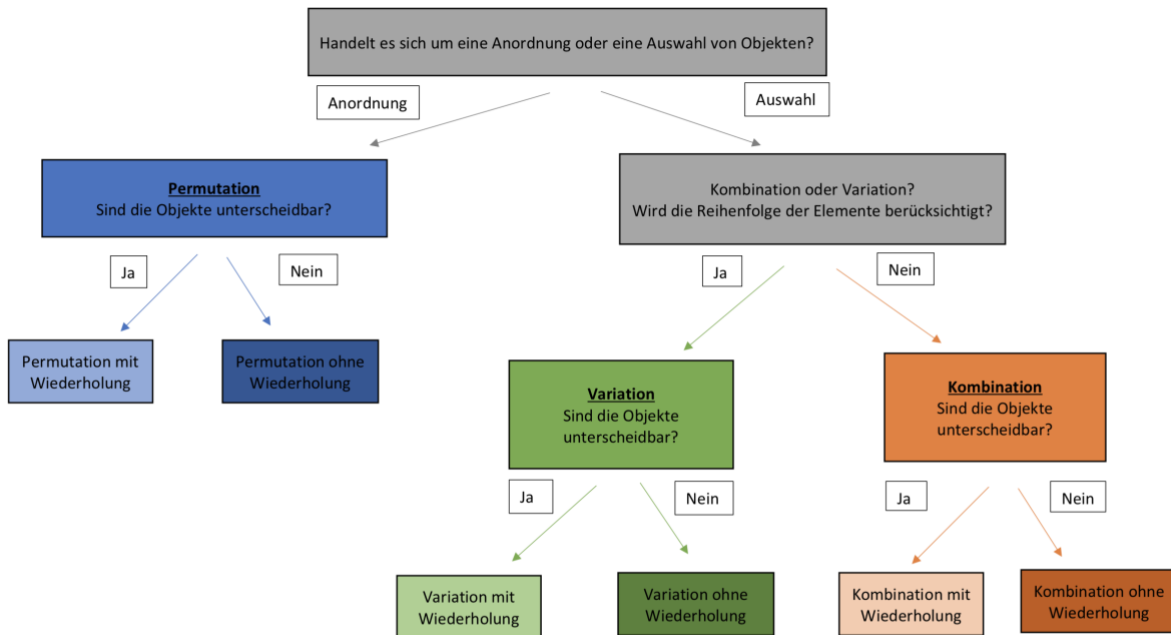 Handelt es sich um eine Anordnung oder eine Auswahl von Objekten?
Anordnung
Auswahl
Permutation
Sind die Objekte unterscheidbar?
Kombination oder Variation?
Wird die Reihenfolge der Elemente berücksichtigt?
Ja
Nein
Ja
Nein
Permutation mit
Wiederholung
Permutation ohne
Wiederholung
Variation
Sind die Objekte
unterscheidbar?
Kombination
Sind die Objekte
unterscheidbar?
Ja
Nein
Ja
Nein
Variation mit
Wiederholung
Variation ohne
Wiederholung
Kombination mit
Wiederholung
Kombination ohne
Wiederholung